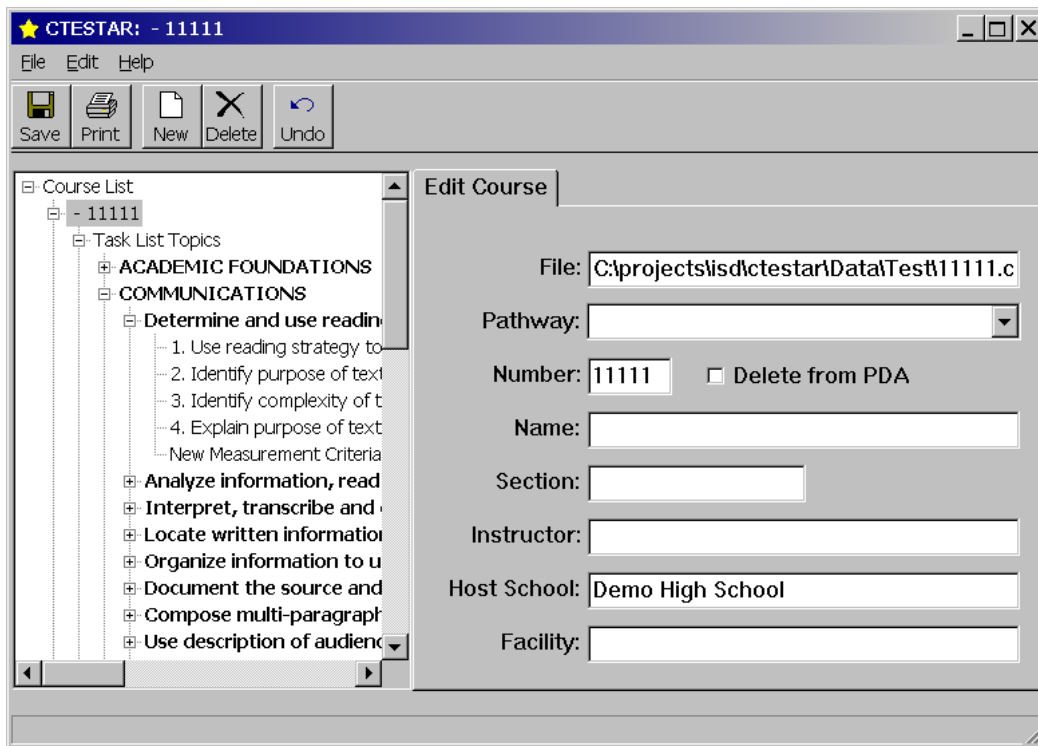 CTESTAR: - 11111
File Edit Help
Save Print New Delete Undo
Course List
- 11111
Task List Topics
ACADEMIC FOUNDATIONS
COMMUNICATIONS
Determine and use readin
1. Use reading strategy to
2. Identify purpose of text
3. Identify complexity of t
4. Explain purpose of text
New Measurement Criteria
Analyze information, read
Interpret, transcribe and
Locate written information
Organize information to u
Document the source and
Compose multi-paragraph
Use description of audienc
Edit Course
File: C:\projects\isd\ctestar\Data\Test\11111.c
Pathway:
Number: 11111 Delete from PDA
Name:
Section:
Instructor:
Host School: Demo High School
Facility: